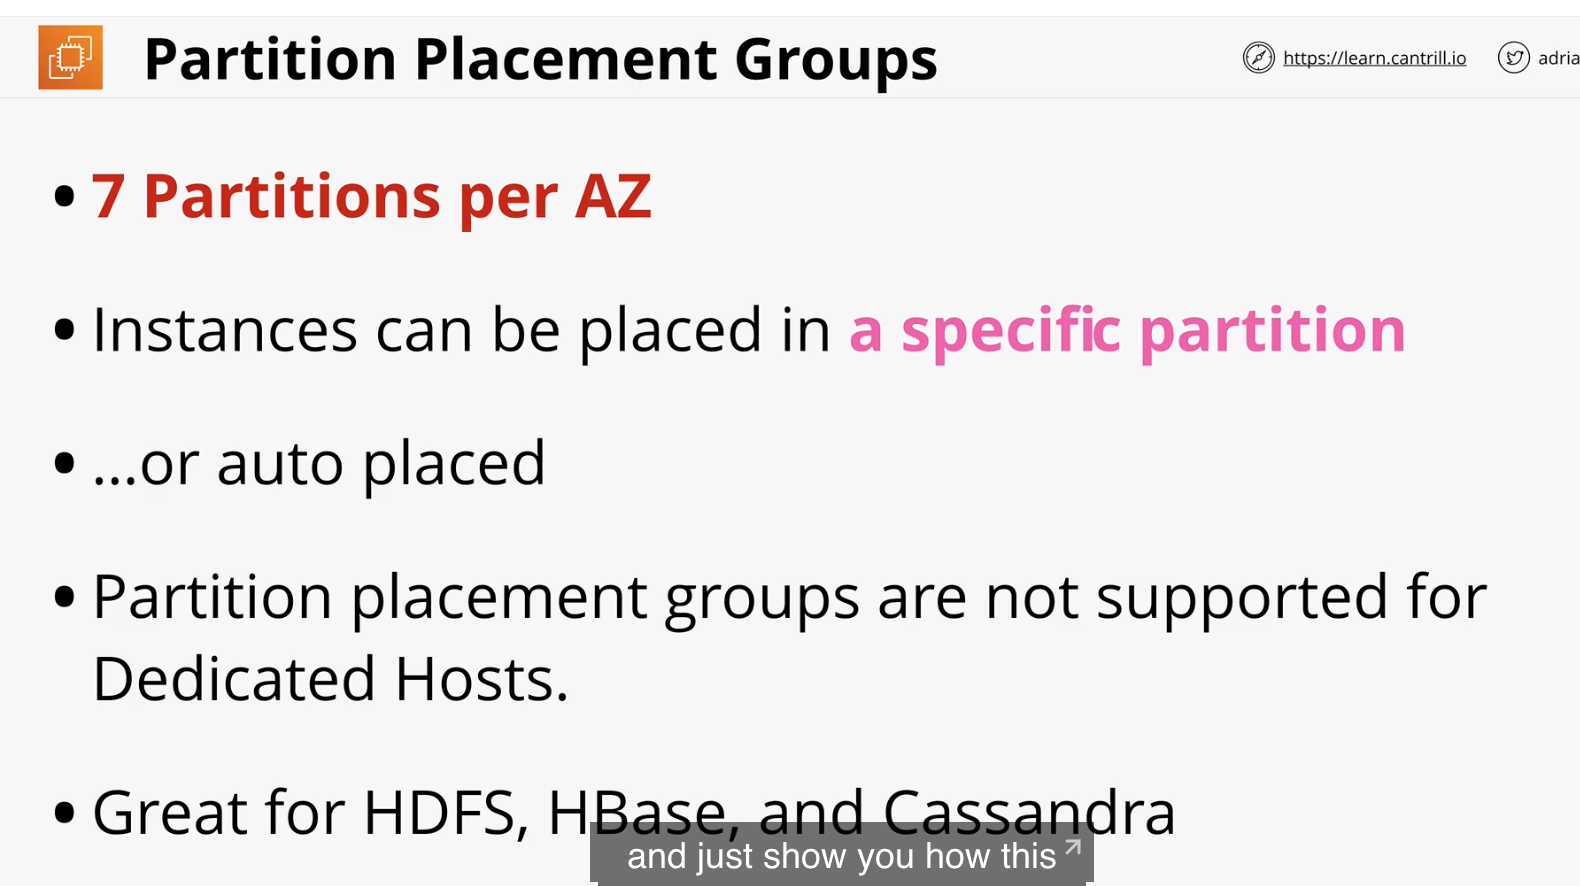 Partition Placement Groups
https://learn.cantrill.io
adria
• 7 Partitions per AZ
• Instances can be placed in a specific partition
• ...or auto placed
• Partition placement groups are not supported for
Dedicated Hosts.
• Great for HDFS, HBase, and Cassandra
and just show you how this